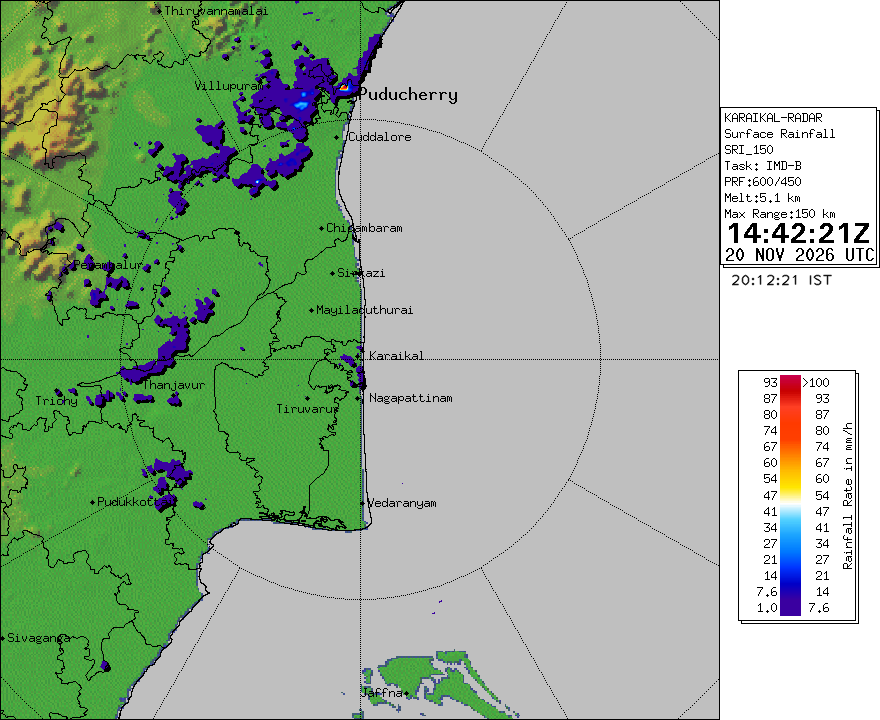 Thiruvannamalai
Villupuram
Puducherry
Cuddalore
Chidambaram
Perambalur
Sirkazi
Mayiladuthurai
Karaikal
Thanjavur
Trichy
Nagapattinam
Tiruvarur
Pudukkottai
Vedaranyam
Sivaganga
Jaffna
KARAIKAL-RADAR
Surface Rainfall
SRI_150
Task: IMD-B
PRF:600/450
Melt:5.1 km
Max Range:150 km
14:42:21Z
20 NOV 2026 UTC
20:12:21 IST
93 >100
87 93
80 87
74 80
67 74
60 67
54 60
47 54
41 47
34 41
27 34
21 27
14 21
7.6 14
1.0 7.6
Rainfall Rate in mm/h